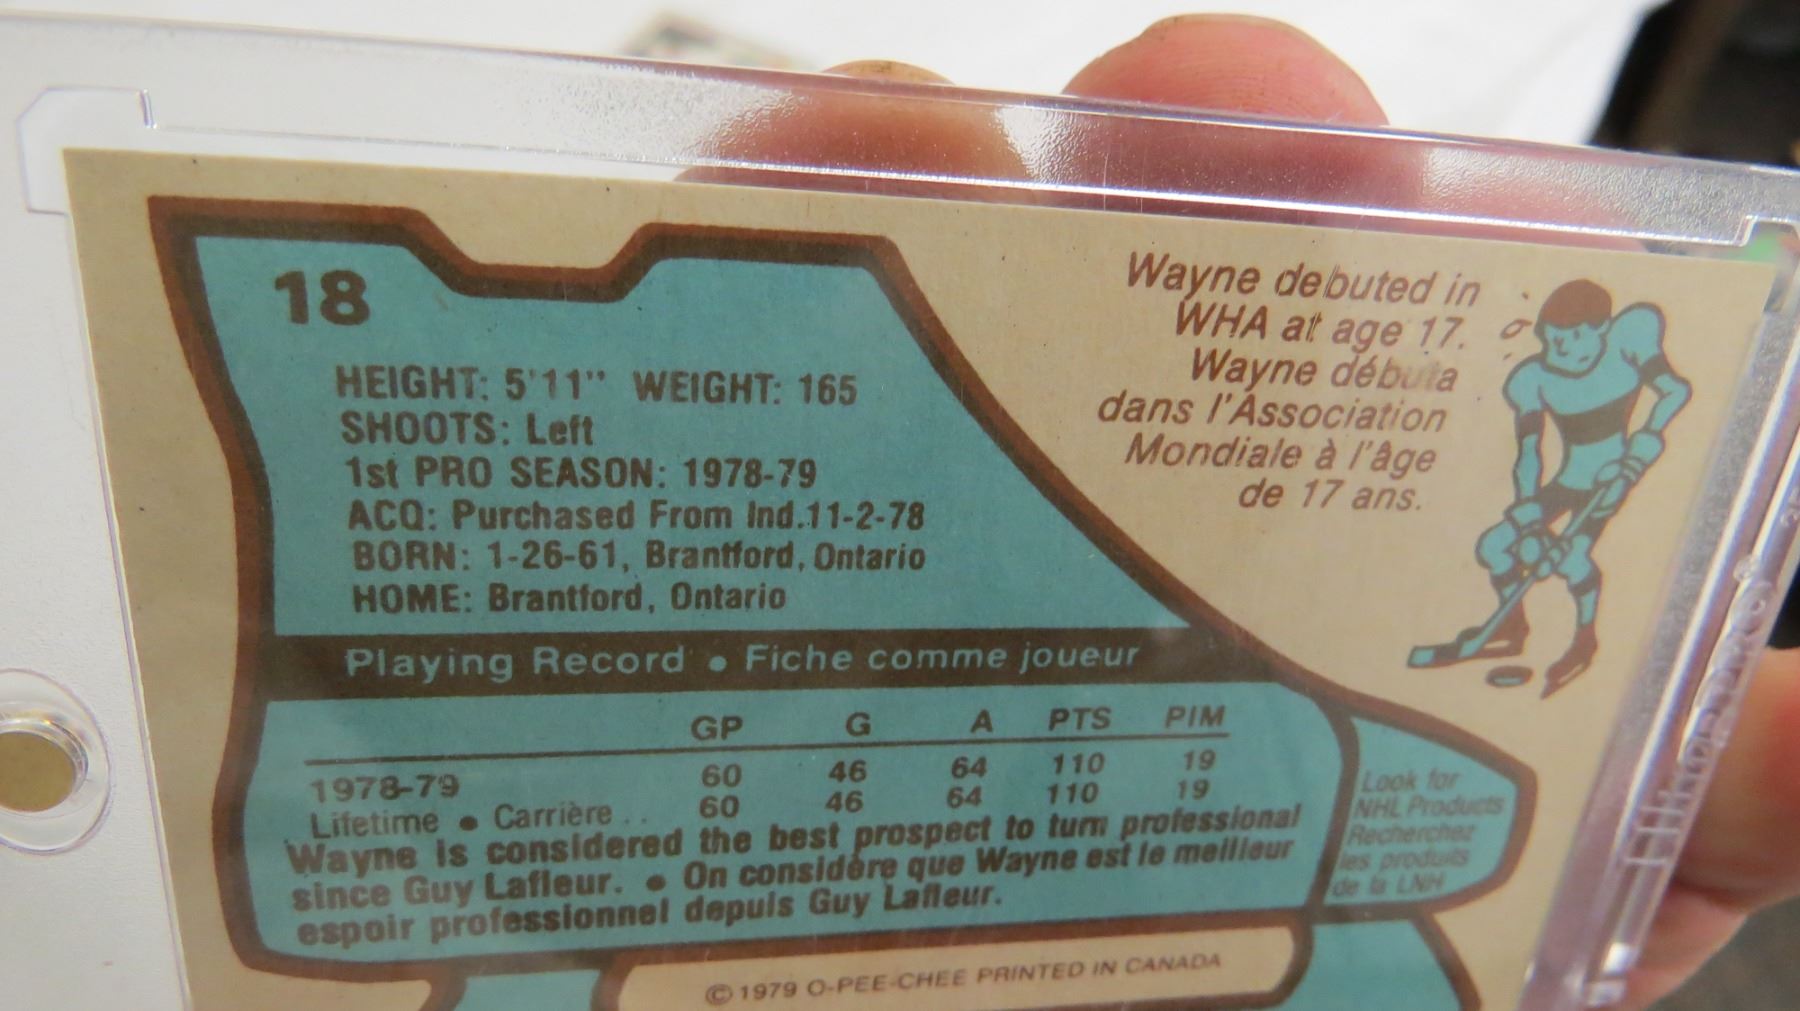 18
HEIGHT: 5'11" WEIGHT: 165
SHOOTS: Left
1st PRO SEASON: 1978-79
ACQ: Purchased From Ind.11-2-78
BORN: 1-26-61, Brantford, Ontario
HOME: Brantford, Ontario
Wayne debuted in
WHA at age 17.
Wayne débuta
dans l'Association
Mondiale à l'âge
de 17 ans.
Playing Record • Fiche comme joueur
GP G A PTS PIM
1978-79 60 46 64 110 19
Lifetime • Carrière .. 60 46 64 110 19
Wayne is considered the best prospect to turn professional
since Guy Lafleur. • On considère que Wayne est le meilleur
espoir professionnel depuis Guy Lafleur.
Look for
NHL Products
Recherchez
les produits
de la LNH
© 1979 O-PEE-CHEE PRINTED IN CANADA